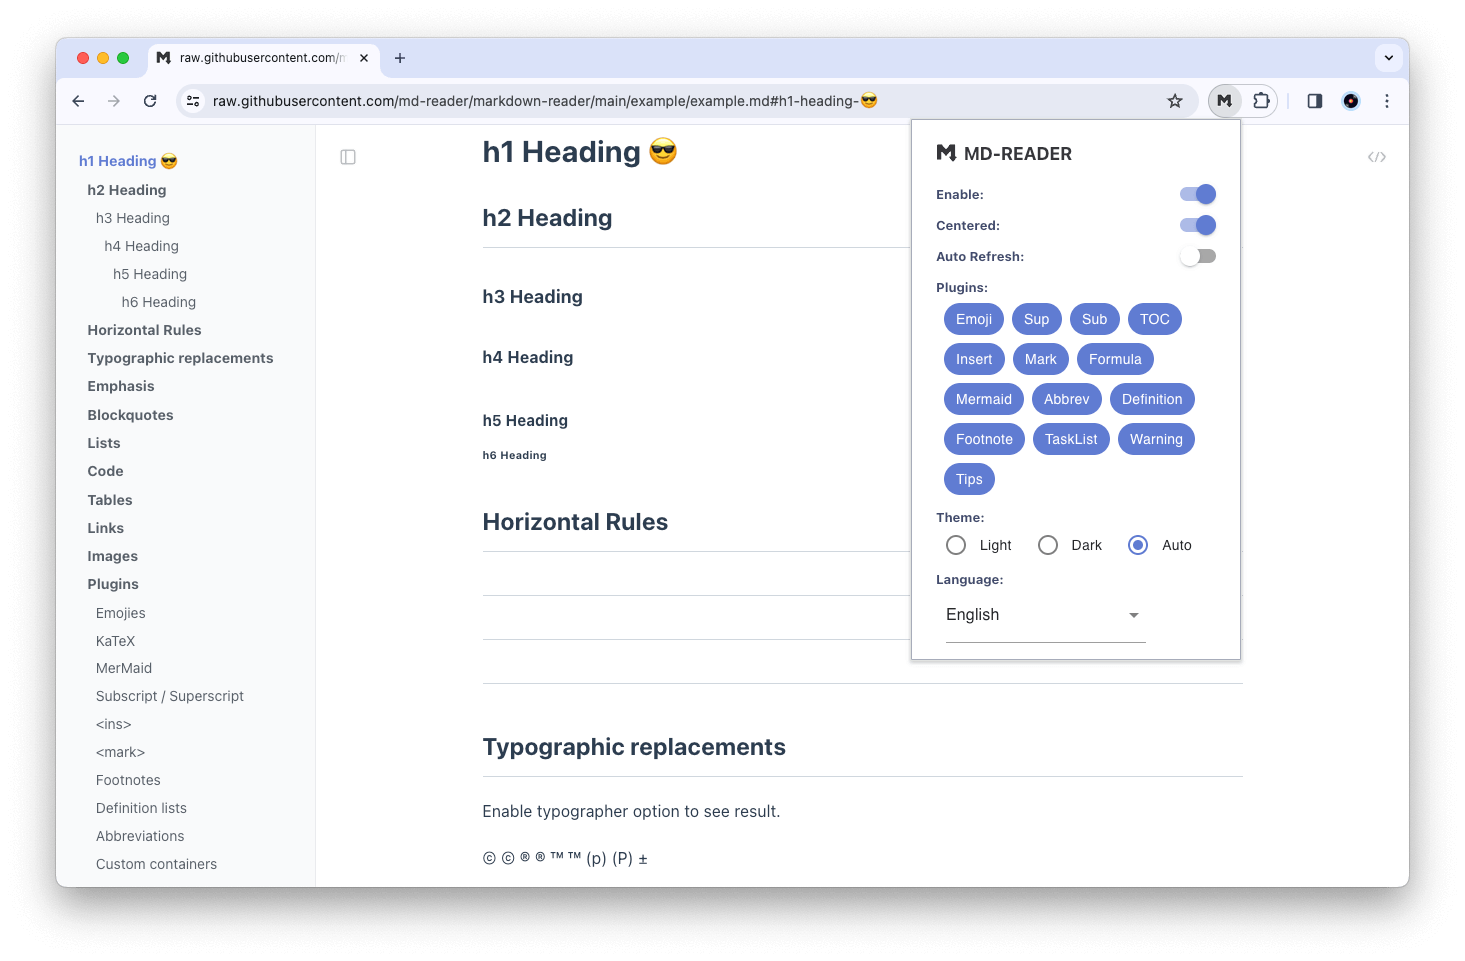 raw.githubusercontent.com/m
raw.githubusercontent.com/md-reader/markdown-reader/main/example/example.md#h1-heading-😎
h1 Heading 😎
h2 Heading
h3 Heading
h4 Heading
h5 Heading
h6 Heading
Horizontal Rules
Typographic replacements
Emphasis
Blockquotes
Lists
Code
Tables
Links
Images
Plugins
Emojies
KaTeX
MerMaid
Subscript / Superscript
<ins>
<mark>
Footnotes
Definition lists
Abbreviations
Custom containers
h1 Heading 😎
h2 Heading
h3 Heading
h4 Heading
h5 Heading
h6 Heading
Horizontal Rules
Typographic replacements
Enable typographer option to see result.
© © ® ® ™ ™ (p) (P) ±
MD-READER
Enable:
Centered:
Auto Refresh:
Plugins:
Emoji Sup Sub TOC
Insert Mark Formula
Mermaid Abbrev Definition
Footnote TaskList Warning
Tips
Theme:
Light Dark Auto
Language:
English